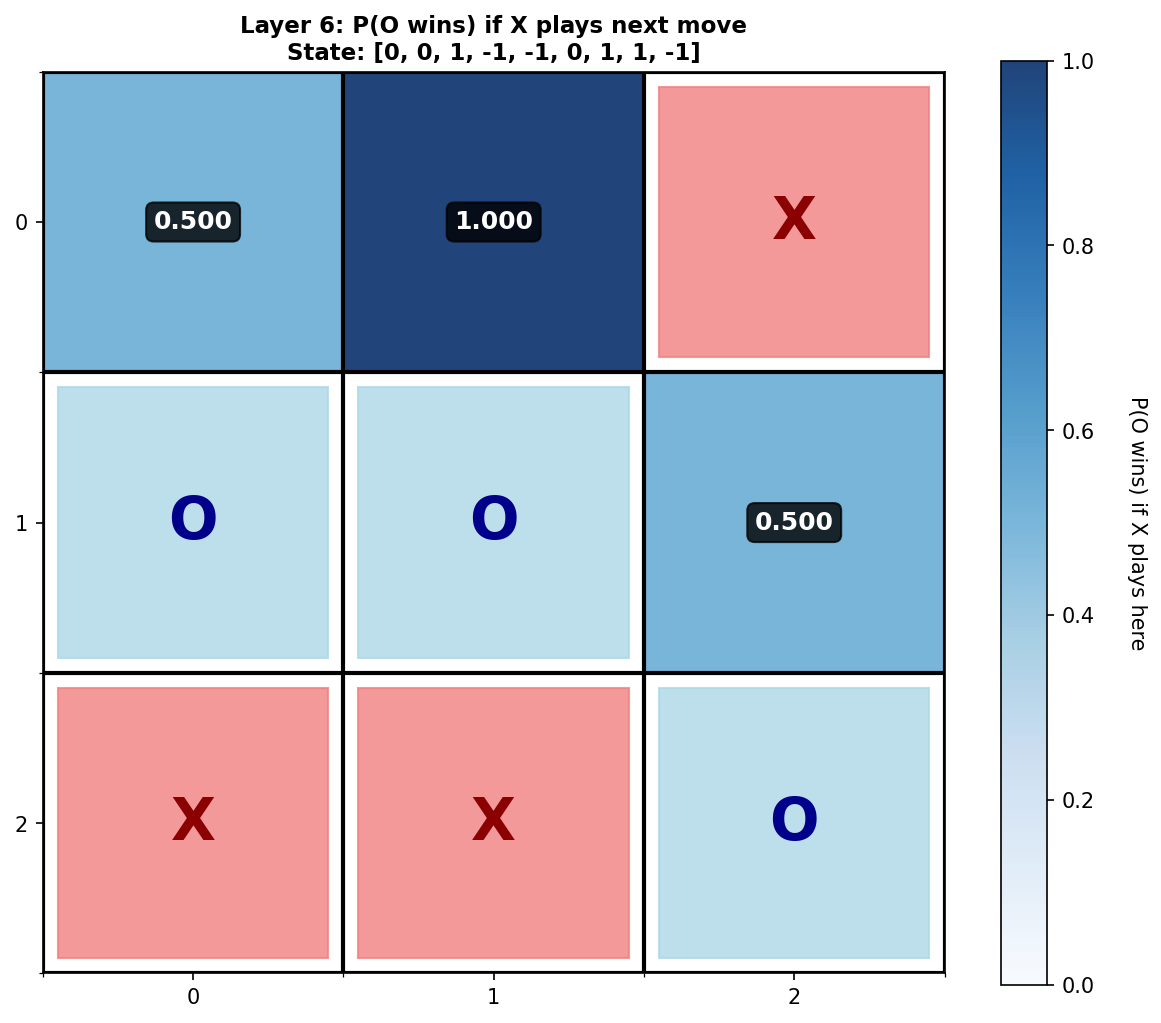 Layer 6: P(O wins) if X plays next move
State: [0, 0, 1, -1, -1, 0, 1, 1, -1]
0
0.500
1.000
X
1
O
O
0.500
2
X
X
O
0
1
2
1.0
0.8
0.6
0.4
0.2
0.0
P(O wins) if X plays here